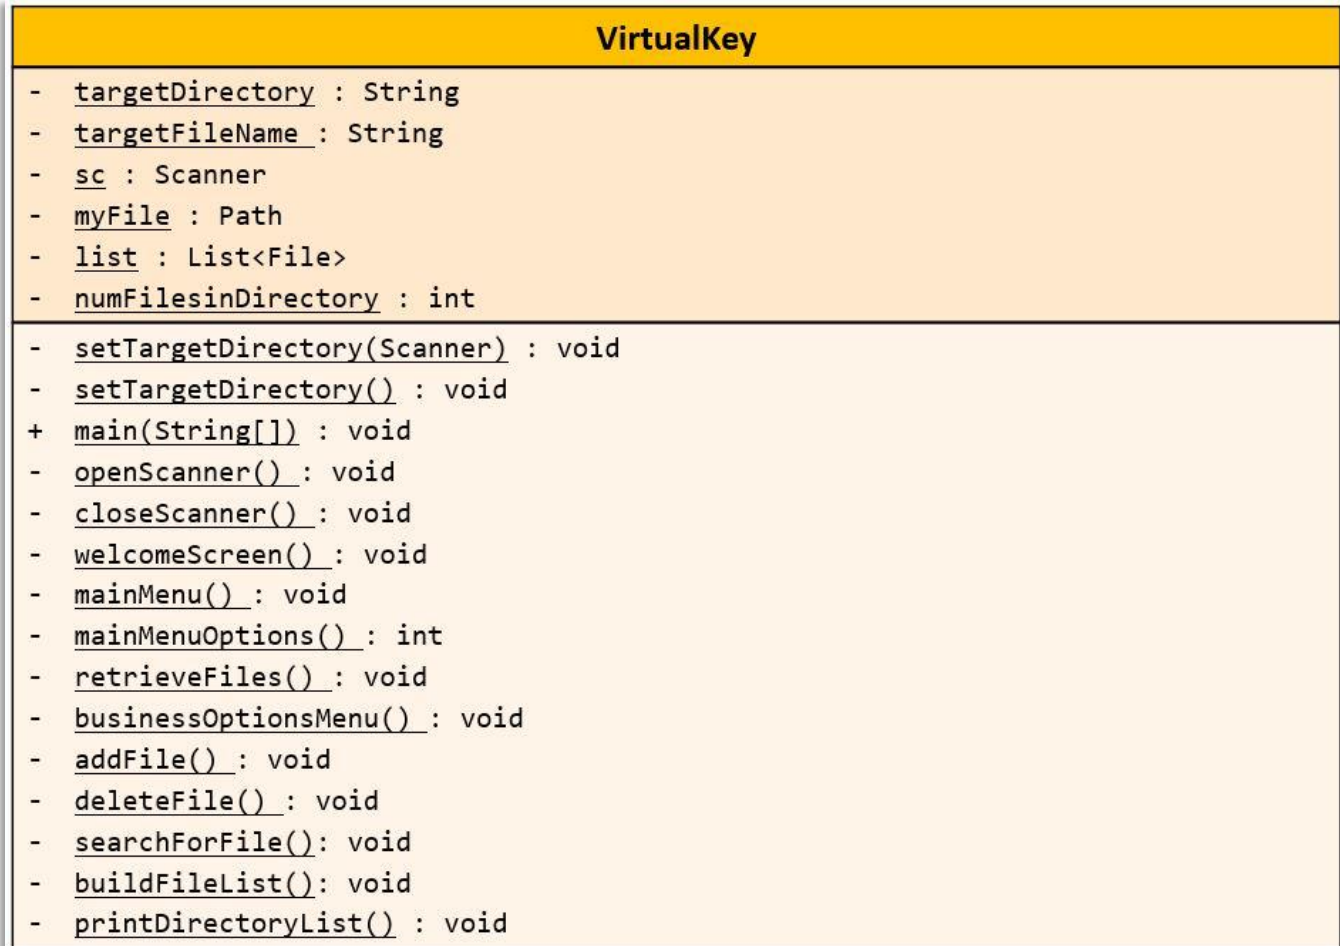 VirtualKey
- targetDirectory : String
- targetFileName : String
- sc : Scanner
- myFile : Path
- list : List<File>
- numFilesinDirectory : int
- setTargetDirectory(Scanner) : void
- setTargetDirectory() : void
+ main(String[]) : void
- openScanner() : void
- closeScanner() : void
- welcomeScreen() : void
- mainMenu() : void
- mainMenuOptions() : int
- retrieveFiles() : void
- businessOptionsMenu() : void
- addFile() : void
- deleteFile() : void
- searchForFile(): void
- buildFileList(): void
- printDirectoryList() : void